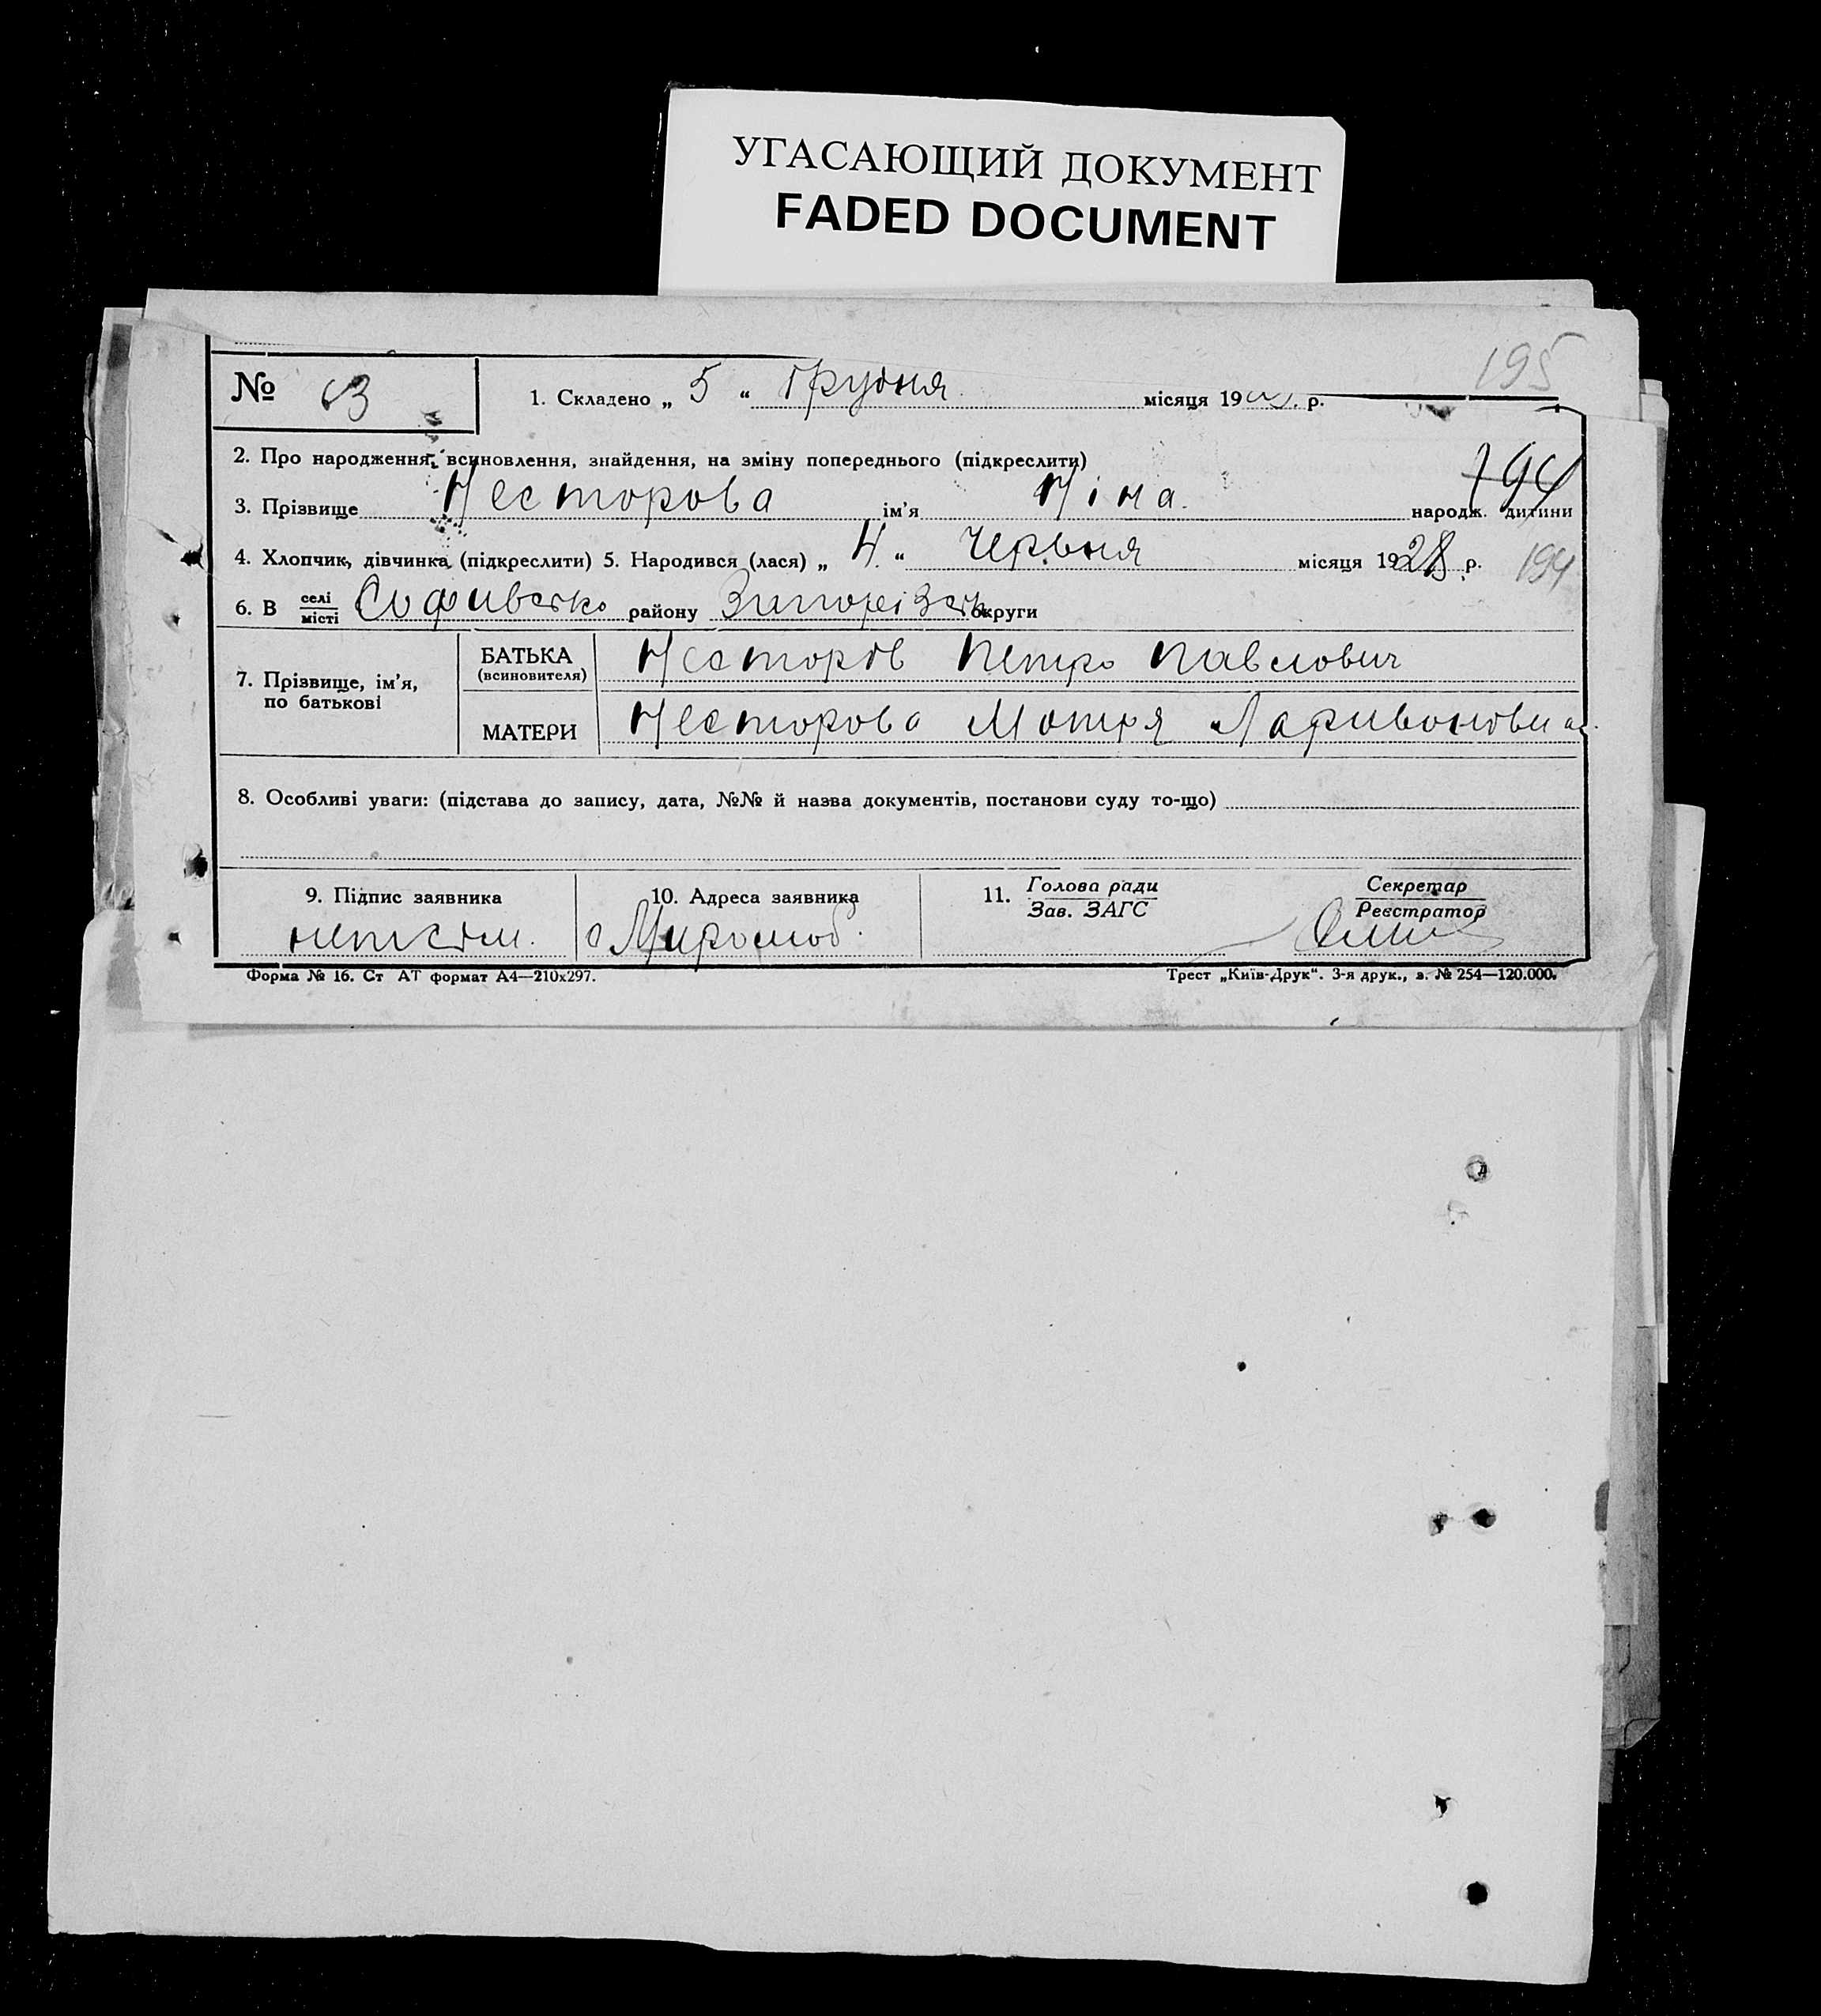 УГАСАЮЩИЙ ДОКУМЕНТ
FADED DOCUMENT
195
№ 63 1. Складено „ 5 “ Грудня місяця 19 р.
2. Про народження, всиновлення, знайдення, на зміну попереднього (підкреслити)
194
3. Прізвище Несторова ім'я Ніна. народж. дитини
4. Хлопчик, дівчинка (підкреслити) 5. Народився (лася) „ 4. “ Червня місяця 1928 р. 194
6. В селі місті району округи
7. Прізвище, ім'я, по батькові
БАТЬКА (всиновителя) Несторов Петро Павлович
МАТЕРИ Несторова Мотря
8. Особливі уваги: (підстава до запису, дата, №№ й назва документів, постанови суду то-що)
9. Підпис заявника 10. Адреса заявника 11. Голова ради Зав. ЗАГС Секретар Реєстратор
Форма № 16. Ст АТ формат А4—210х297. Трест „Київ-Друк“. 3-я друк., з. № 254—120.000.